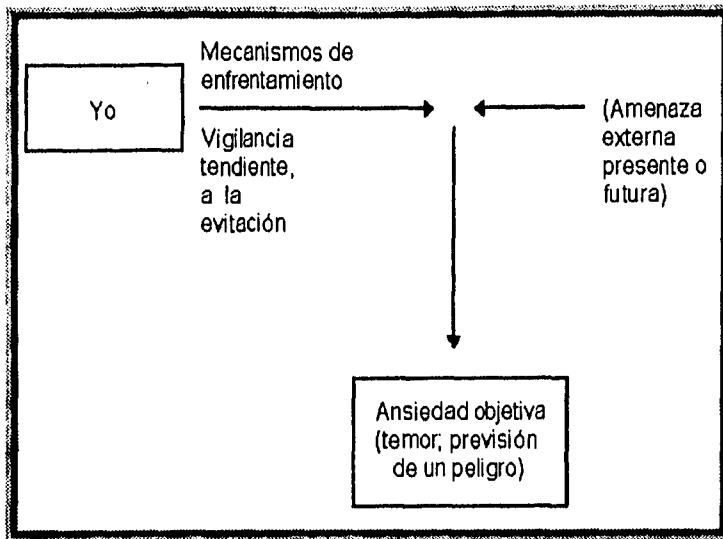 Yo
Mecanismos de
enfrentamiento
Vigilancia
tendiente,
a la
evitación
(Amenaza
externa
presente o
futura)
Ansiedad objetiva
(temor; previsión
de un peligro)